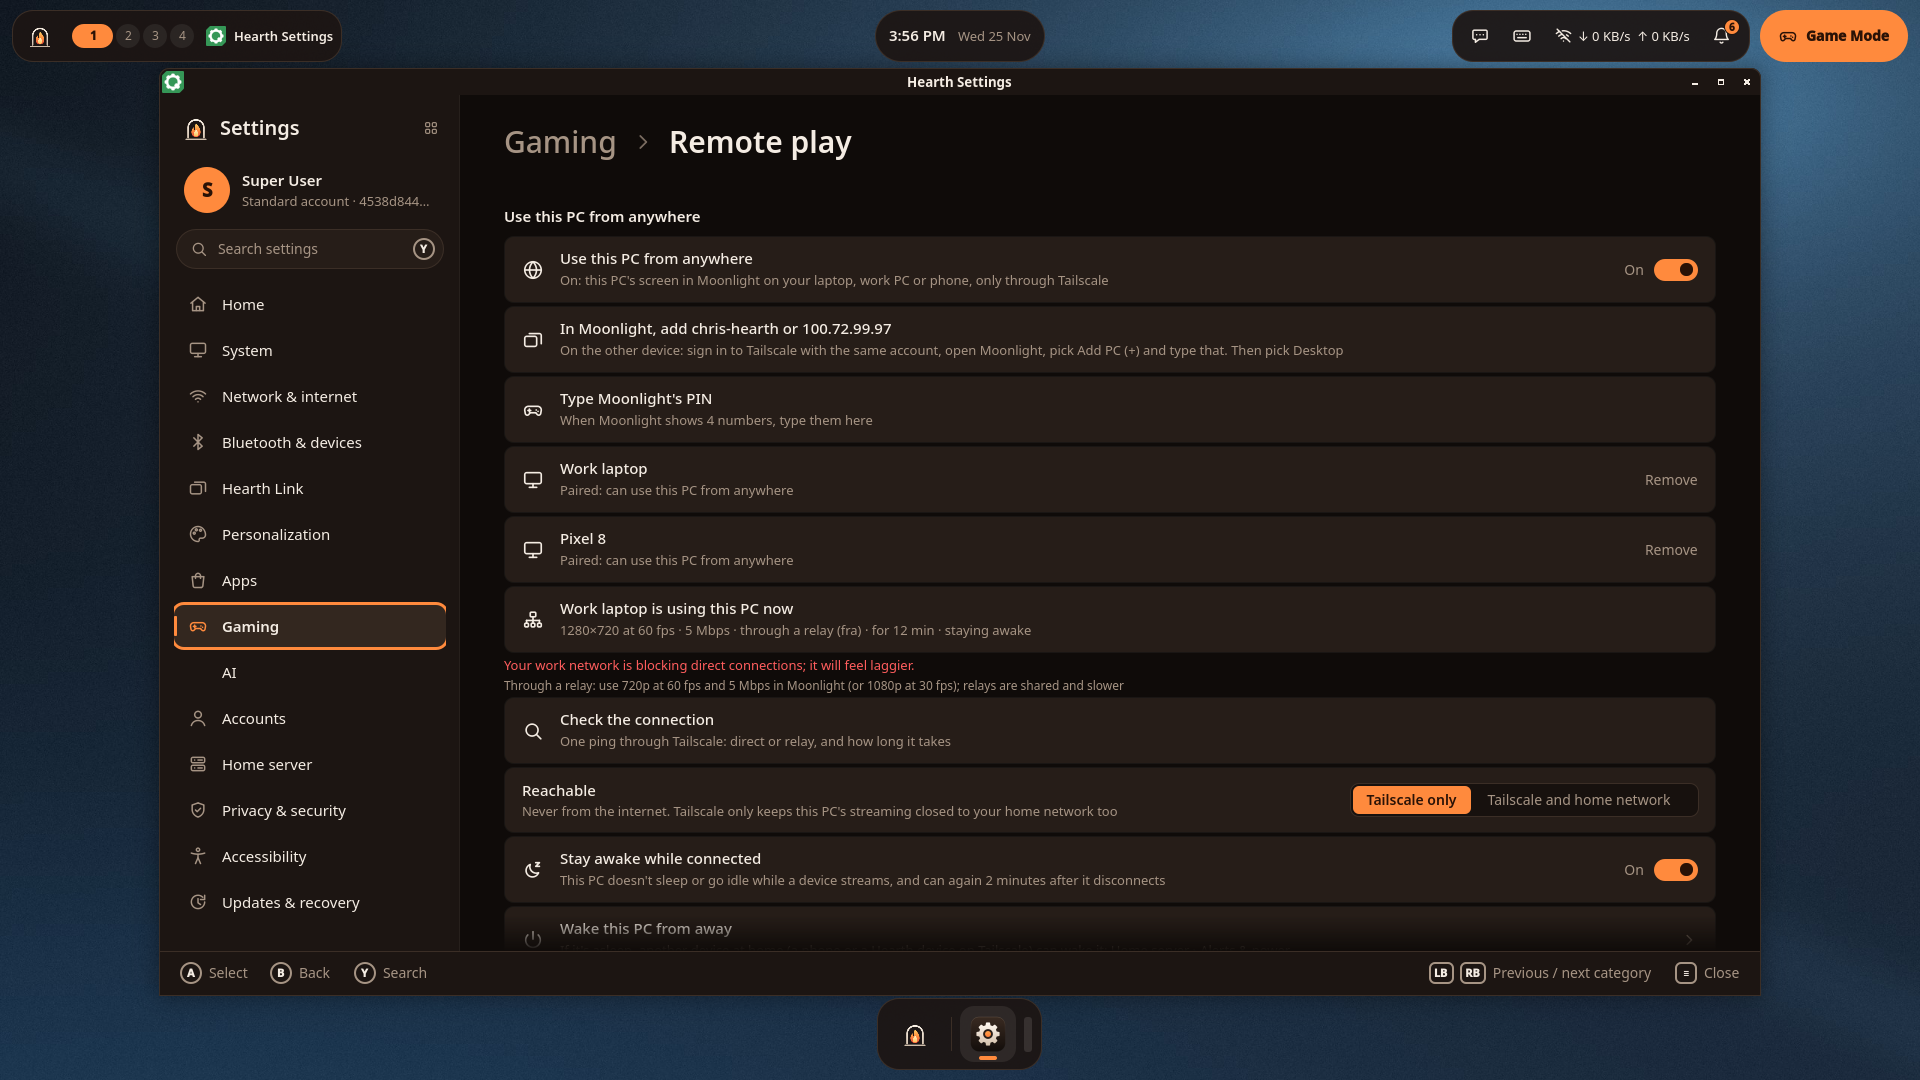 1 2 3 4 Hearth Settings
3:56 PM Wed 25 Nov
↓ 0 KB/s ↑ 0 KB/s
6
Game Mode
Hearth Settings
Settings
S
Super User
Standard account · 4538d844...
Search settings
Y
Home
System
Network & internet
Bluetooth & devices
Hearth Link
Personalization
Apps
Gaming
AI
Accounts
Home server
Privacy & security
Accessibility
Updates & recovery
Gaming > Remote play
Use this PC from anywhere
Use this PC from anywhere
On: this PC's screen in Moonlight on your laptop, work PC or phone, only through Tailscale
On
In Moonlight, add chris-hearth or 100.72.99.97
On the other device: sign in to Tailscale with the same account, open Moonlight, pick Add PC (+) and type that. Then pick Desktop
Type Moonlight's PIN
When Moonlight shows 4 numbers, type them here
Work laptop
Paired: can use this PC from anywhere
Remove
Pixel 8
Paired: can use this PC from anywhere
Remove
Work laptop is using this PC now
1280×720 at 60 fps · 5 Mbps · through a relay (fra) · for 12 min · staying awake
Your work network is blocking direct connections; it will feel laggier.
Through a relay: use 720p at 60 fps and 5 Mbps in Moonlight (or 1080p at 30 fps); relays are shared and slower
Check the connection
One ping through Tailscale: direct or relay, and how long it takes
Reachable
Never from the internet. Tailscale only keeps this PC's streaming closed to your home network too
Tailscale only
Tailscale and home network
Stay awake while connected
This PC doesn't sleep or go idle while a device streams, and can again 2 minutes after it disconnects
On
Wake this PC from away
A Select B Back Y Search
LB RB Previous / next category ≡ Close